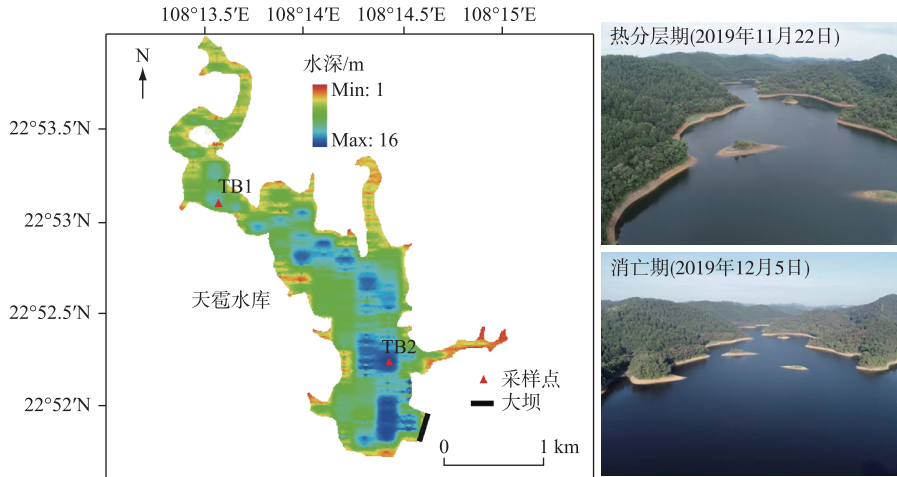 108°13.5′E 108°14′E 108°14.5′E 108°15′E
N
水深/m
Min: 1
Max: 16
22°53.5′N
TB1
22°53′N
天雹水库
22°52.5′N
TB2
采样点
大坝
22°52′N
0 1 km
热分层期(2019年11月22日)
消亡期(2019年12月5日)